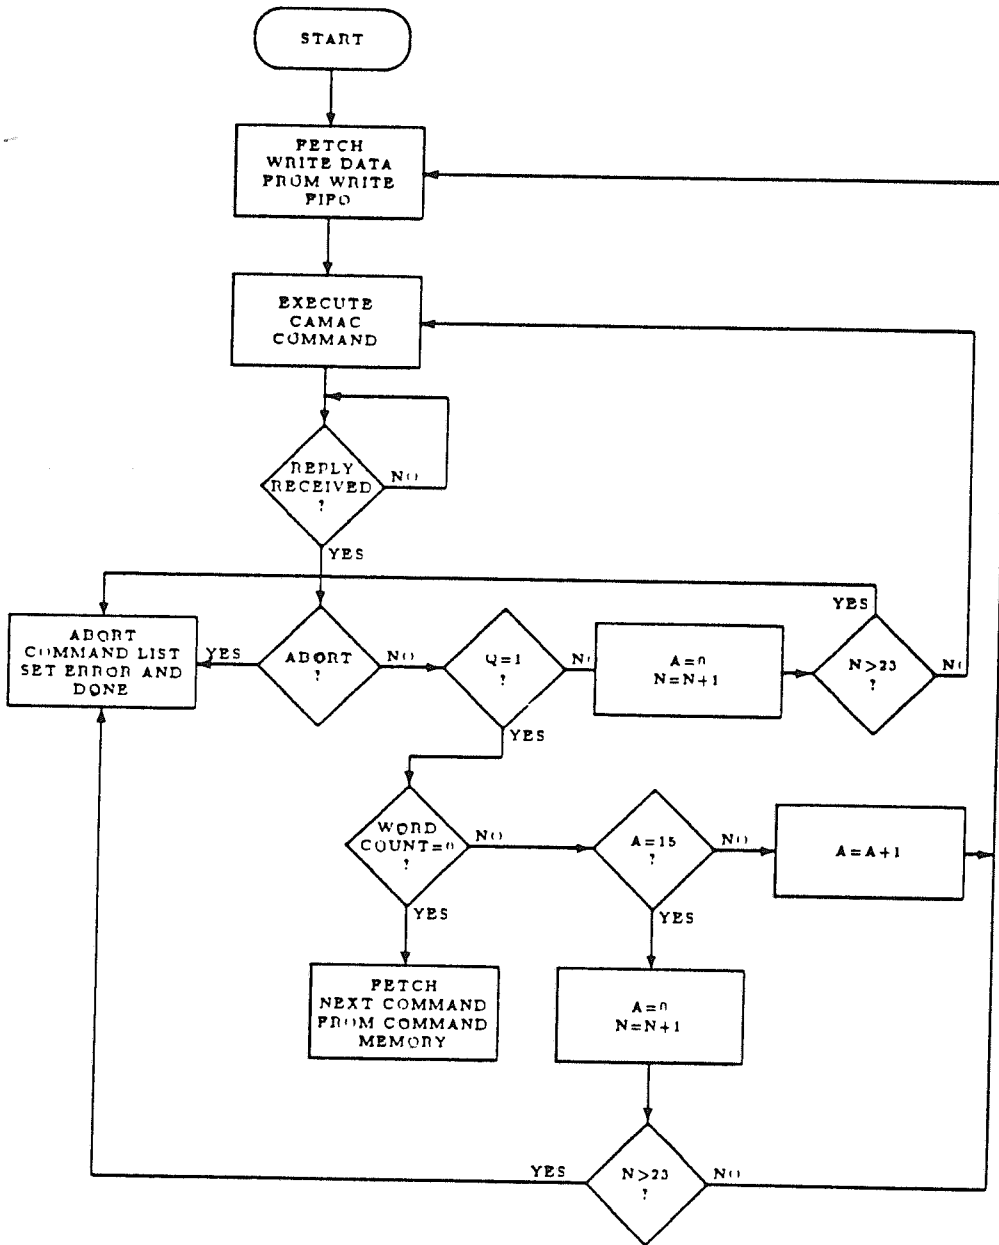 START
FETCH
WRITE DATA
FROM WRITE
FIFO
EXECUTE
CAMAC
COMMAND
REPLY
RECEIVED
?
NO
YES
YES
ABORT
COMMAND LIST
SET ERROR AND
DONE
YES
ABORT
?
NO
Q=1
?
NO
A=0
N=N+1
N>23
?
NO
YES
WORD
COUNT=0
?
NO
A=15
?
NO
A=A+1
YES
YES
FETCH
NEXT COMMAND
FROM COMMAND
MEMORY
A=0
N=N+1
YES
N>23
?
NO